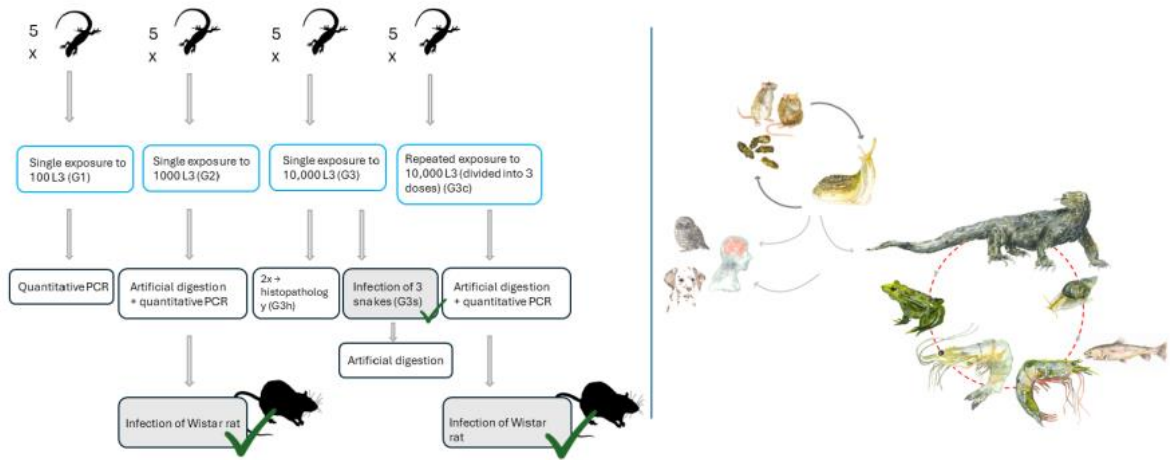 5
x
5
x
5
x
5
x
Single exposure to
100 L3 (G1)
Single exposure to
1000 L3 (G2)
Single exposure to
10,000 L3 (G3)
Repeated exposure to
10,000 L3 (divided into 3
doses) (G3c)
Quantitative PCR
Artificial digestion
+ quantitative PCR
2x →
histopatholog
y (G3h)
Infection of 3
snakes (G3s)
Artificial digestion
+ quantitative PCR
Artificial digestion
Infection of Wistar rat
Infection of Wistar
rat